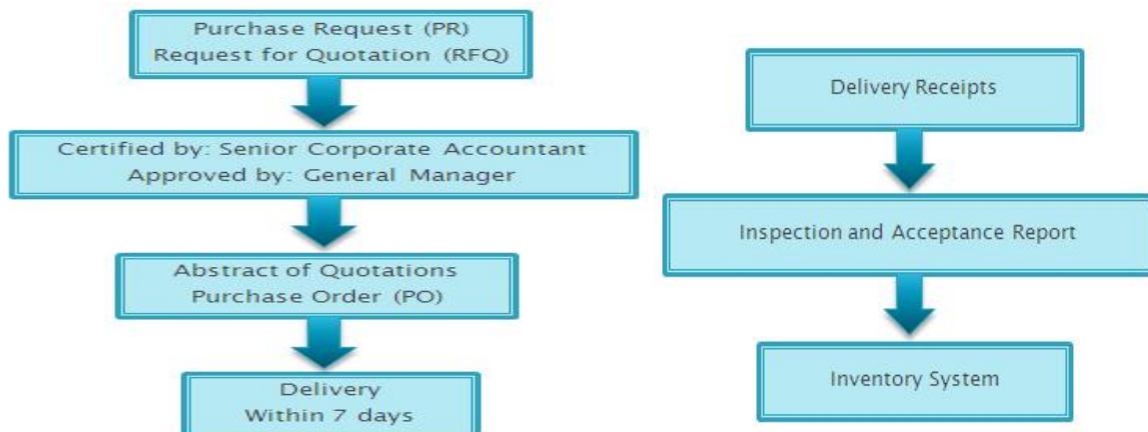 Purchase Request (PR)
Request for Quotation (RFQ)
Certified by: Senior Corporate Accountant
Approved by: General Manager
Abstract of Quotations
Purchase Order (PO)
Delivery
Within 7 days
Delivery Receipts
Inspection and Acceptance Report
Inventory System